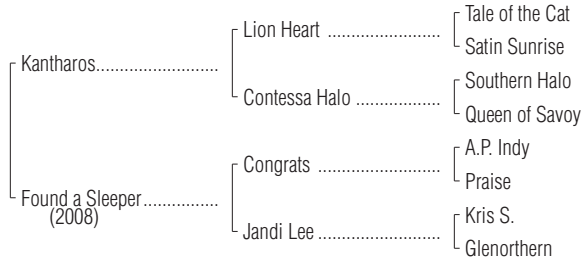 Tale of the Cat
Lion Heart ........................
Satin Sunrise
Kantharos..........................
Southern Halo
Contessa Halo ..................
Queen of Savoy
A.P. Indy
Congrats ..........................
Praise
Found a Sleeper................
(2008)
Kris S.
Jandi Lee ..........................
Glenorthern